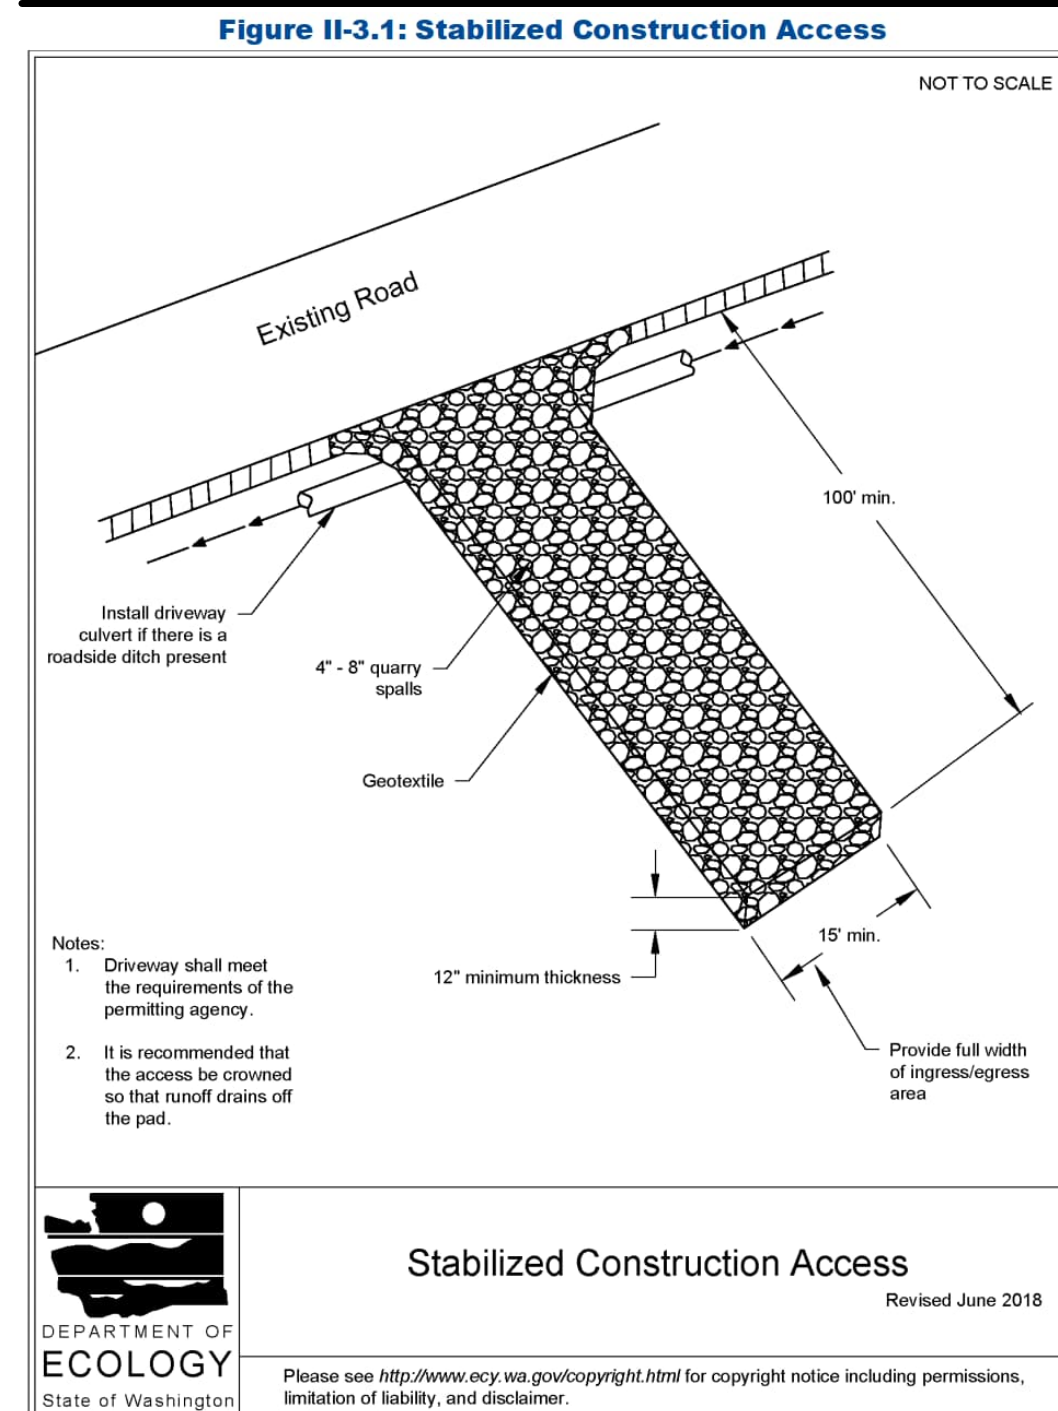 Figure II-3.1: Stabilized Construction Access
NOT TO SCALE
Existing Road
100' min.
Install driveway
culvert if there is a
roadside ditch present
4" - 8" quarry
spalls
Geotextile
15' min.
12" minimum thickness
Provide full width
of ingress/egress
area
Notes:
1. Driveway shall meet
the requirements of the
permitting agency.
2. It is recommended that
the access be crowned
so that runoff drains off
the pad.
DEPARTMENT OF
ECOLOGY
State of Washington
Stabilized Construction Access
Revised June 2018
Please see http://www.ecy.wa.gov/copyright.html for copyright notice including permissions,
limitation of liability, and disclaimer.